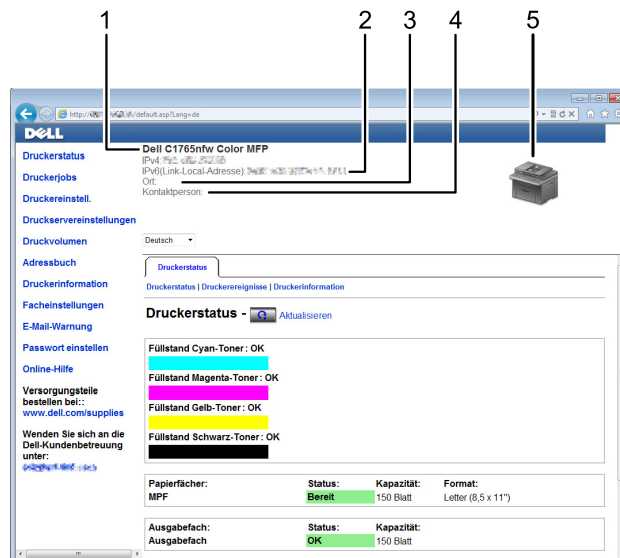 1 2 3 4 5
http:// /default.asp?Lang=de
DELL
Dell C1765nfw Color MFP
IPv4:
IPv6(Link-Local-Adresse):
Ort:
Kontaktperson:
Druckerstatus
Druckerjobs
Druckereinstell.
Druckservereinstellungen
Druckvolumen
Adressbuch
Druckerinformation
Facheinstellungen
E-Mail-Warnung
Passwort einstellen
Online-Hilfe
Versorgungsteile
bestellen bei::
www.dell.com/supplies
Wenden Sie sich an die
Dell-Kundenbetreuung
unter:
Deutsch
Druckerstatus
Druckerstatus | Druckerereignisse | Druckerinformation
Druckerstatus - Aktualisieren
Füllstand Cyan-Toner: OK
Füllstand Magenta-Toner: OK
Füllstand Gelb-Toner: OK
Füllstand Schwarz-Toner: OK
Papierfächer: Status: Kapazität: Format:
MPF Bereit 150 Blatt Letter (8,5 x 11")
Ausgabefach: Status: Kapazität:
Ausgabefach OK 150 Blatt